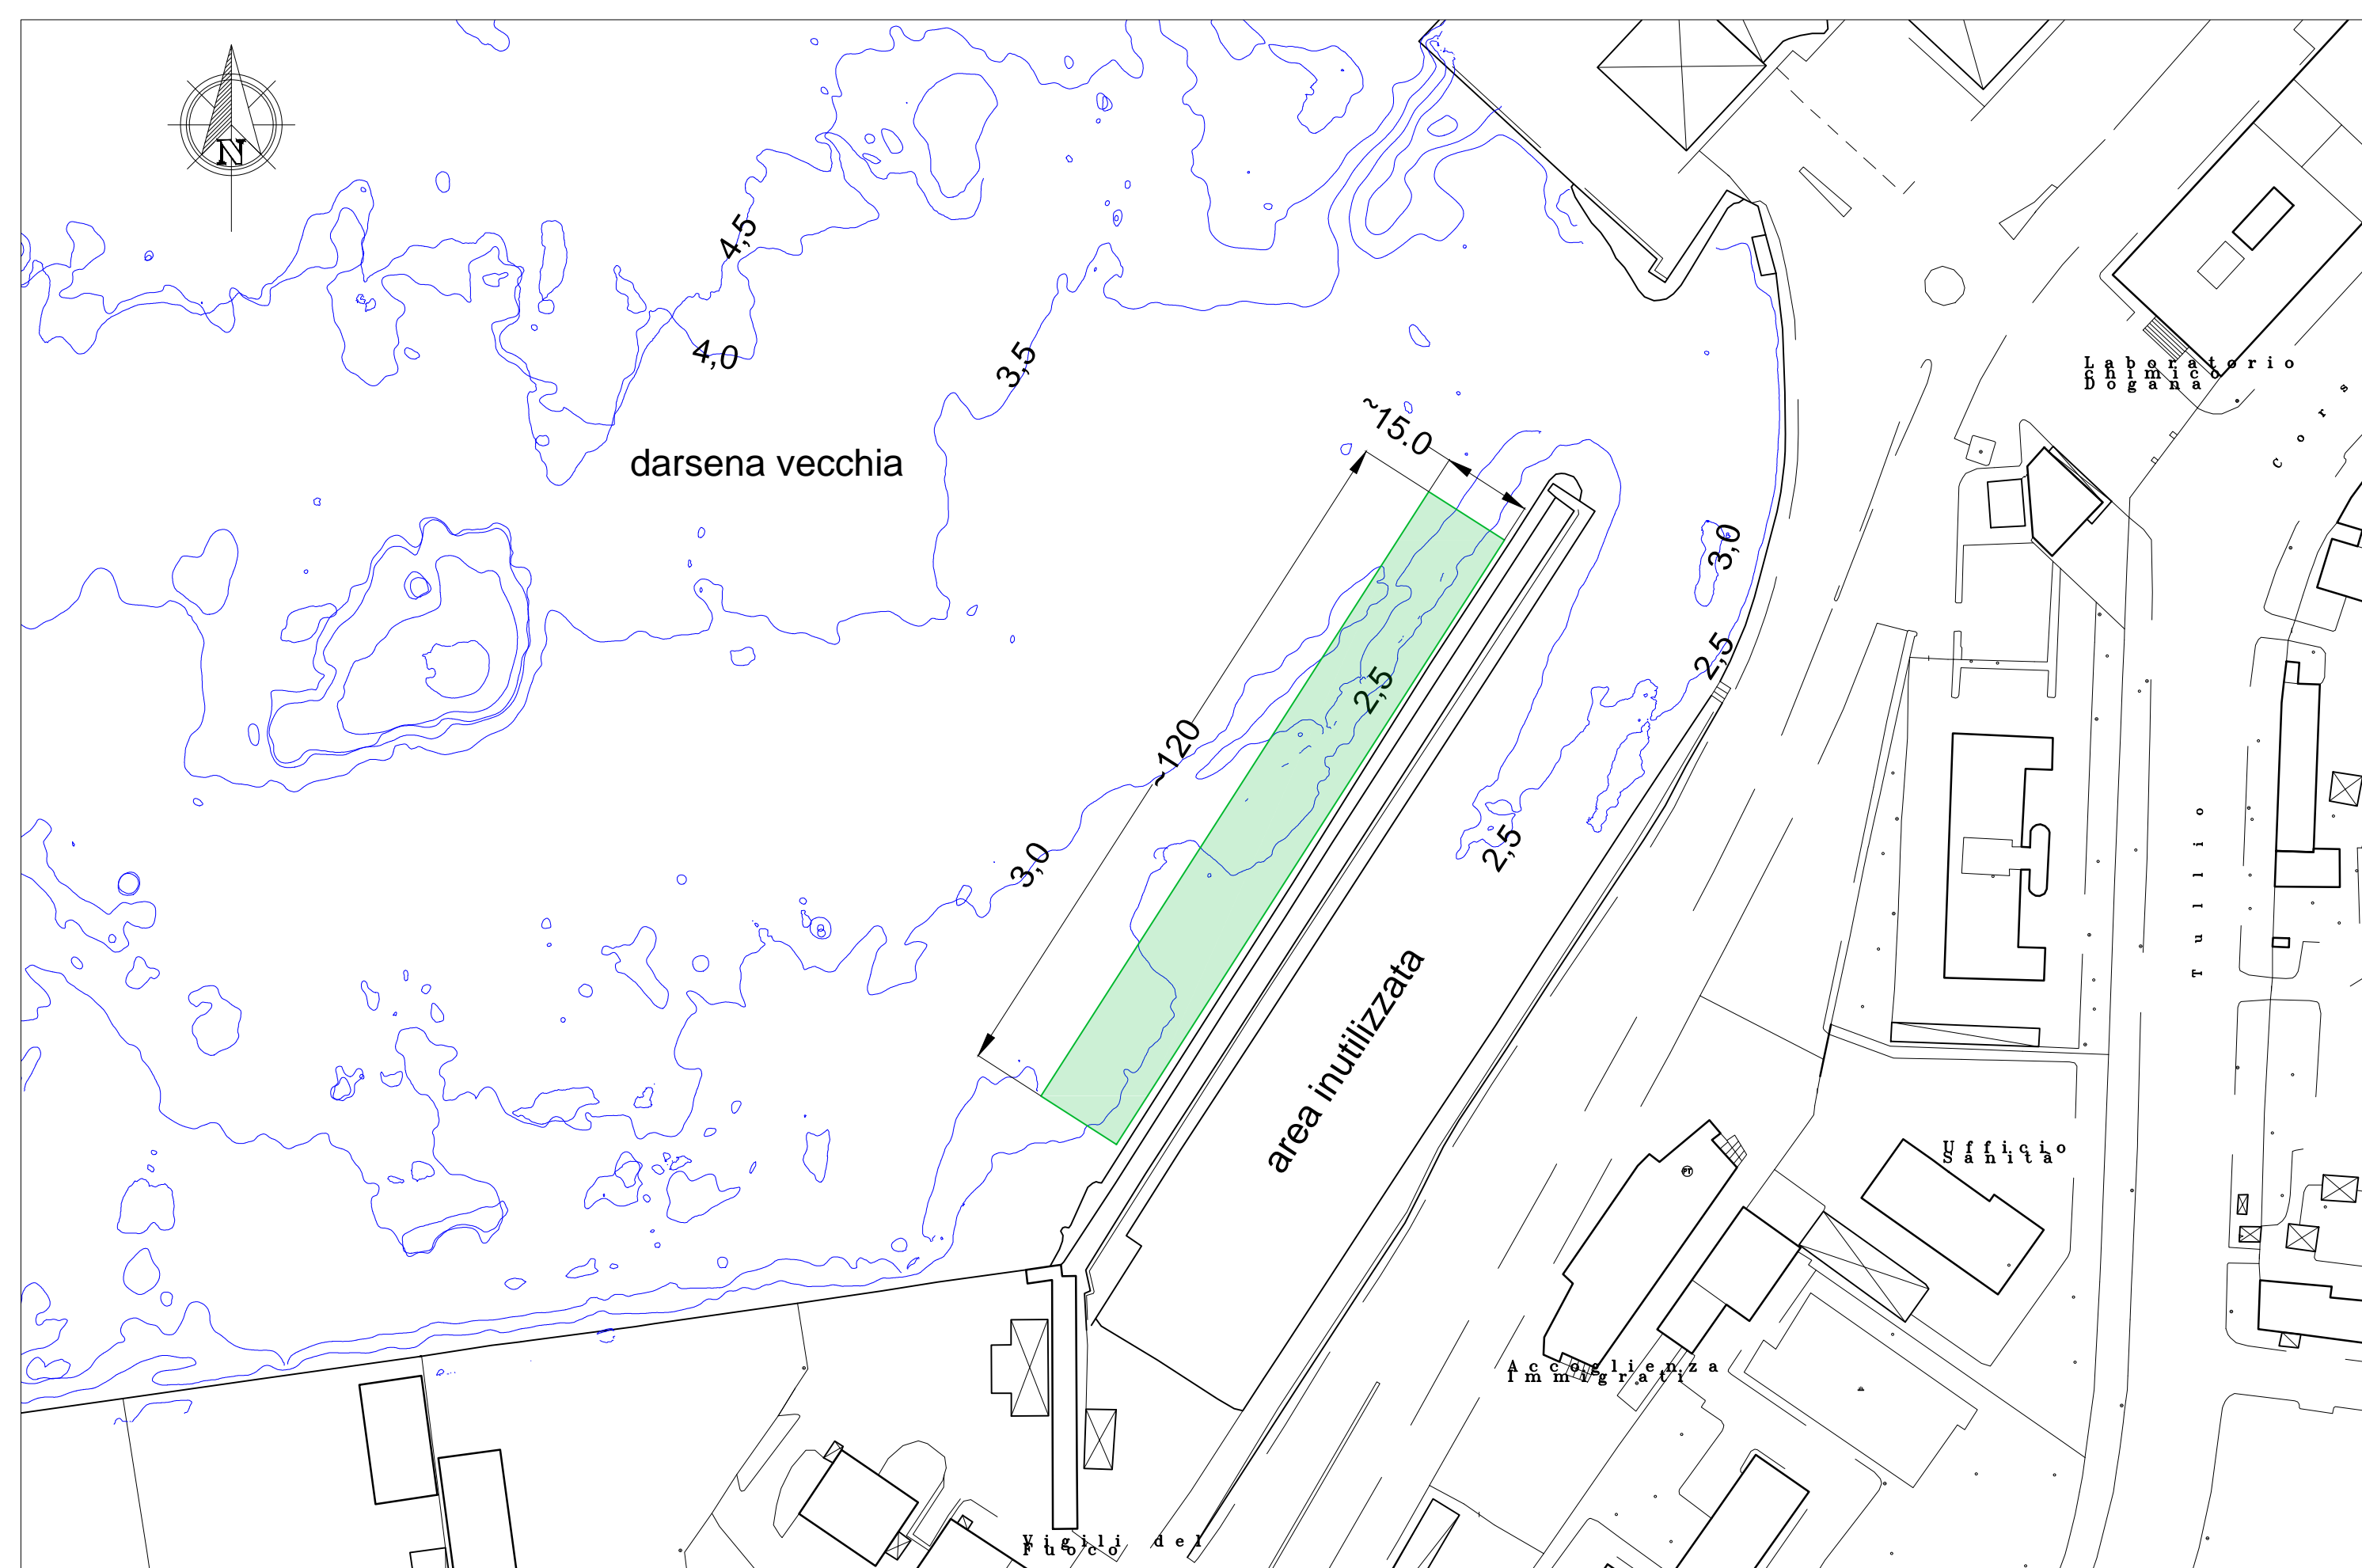 N
4,5
4,0
3,5
darsena vecchia
~15.0
Laboratorio
chimico
Dogana
Cors
3,0
2,5
2,5
~120
3,0
2,5
Tullio
area inutilizzata
PT
Ufficio
Sanità
Accoglienza
Immigrati
Vigili del
Fuoco